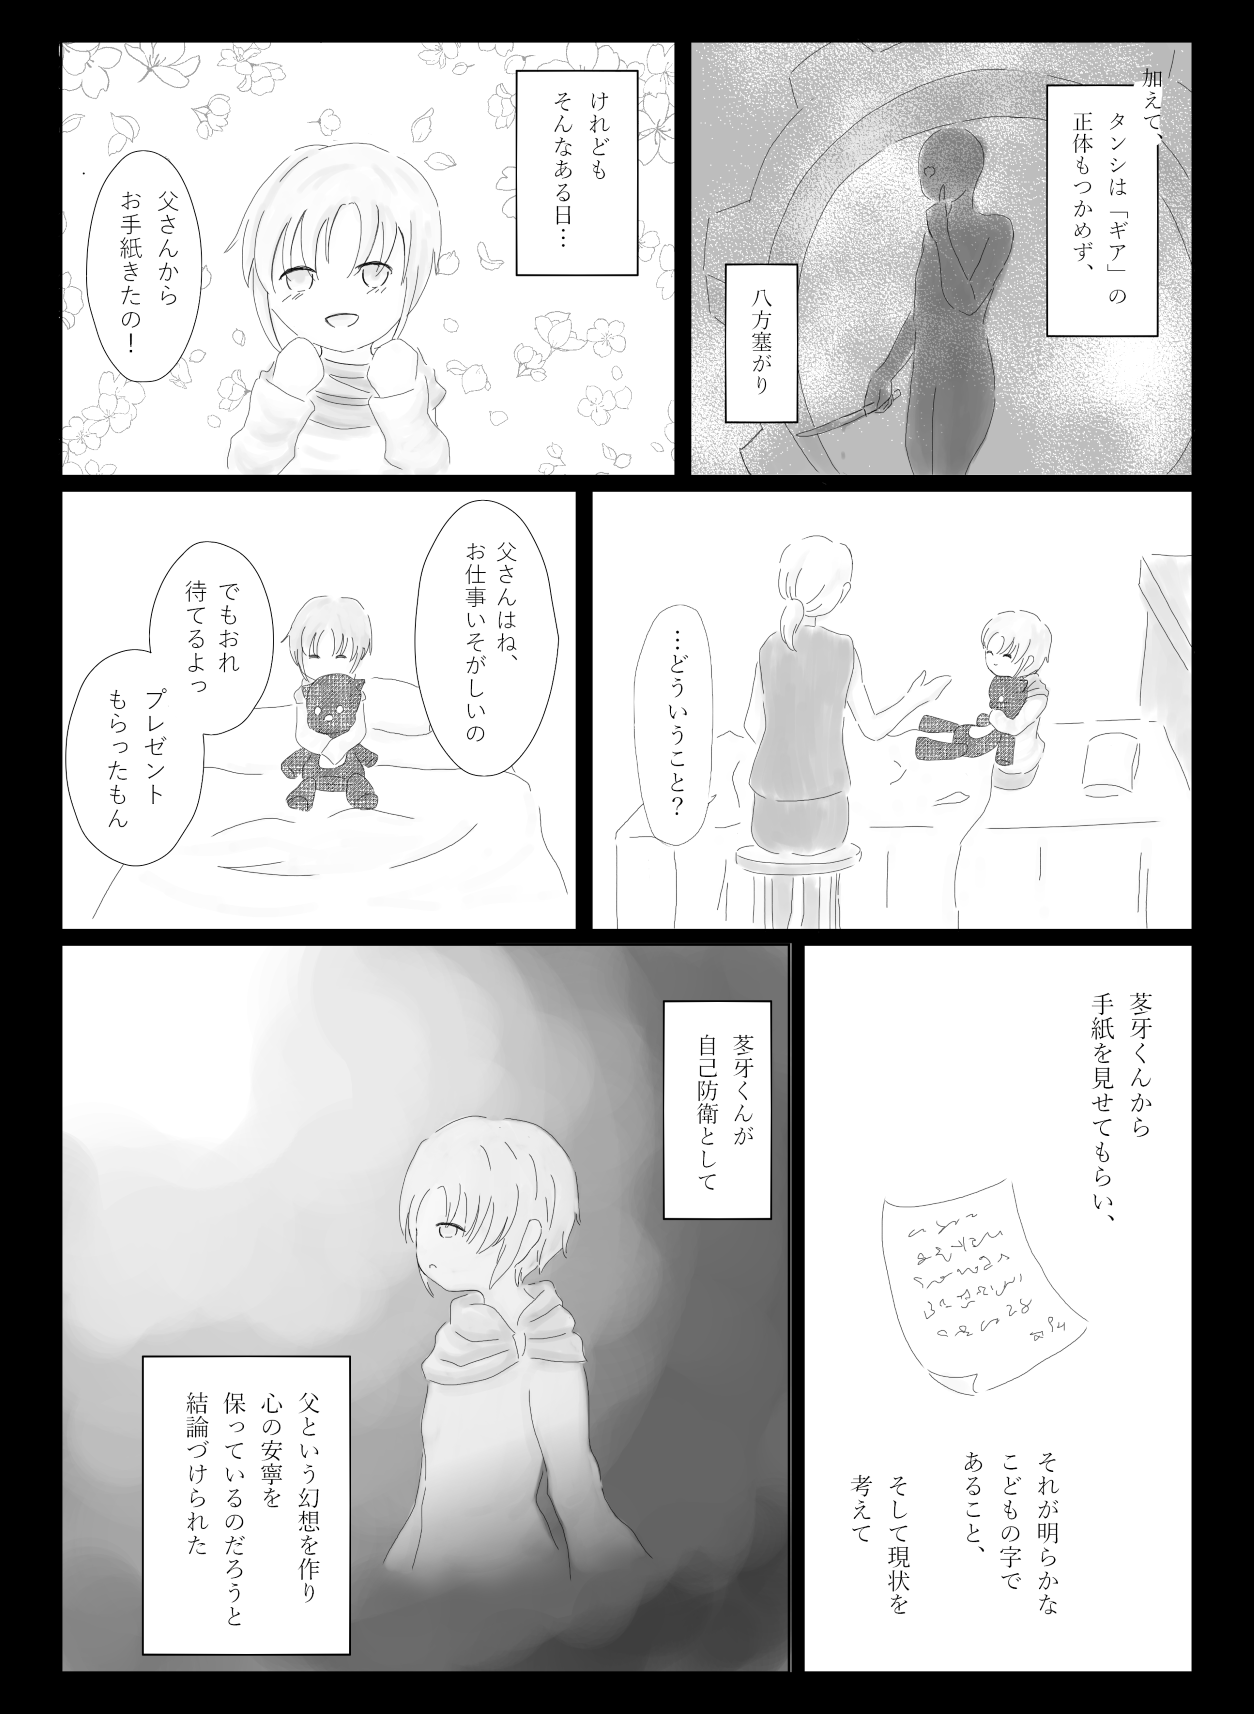 加えて、
タンシは「ギア」の
正体もつかめず、
八方塞がり
けれども
そんなある日…
父さんから
お手紙きたの！
…どういうこと？
父さんはね、
お仕事いそがしいの
でもおれ
待てるよっ
プレゼント
もらったもん
苳牙くんから
手紙を見せてもらい、
それが明らかな
こどもの字で
あること、
そして現状を
考えて
苳牙くんが
自己防衛として
父という幻想を作り
心の安寧を
保っているのだろうと
結論づけられた